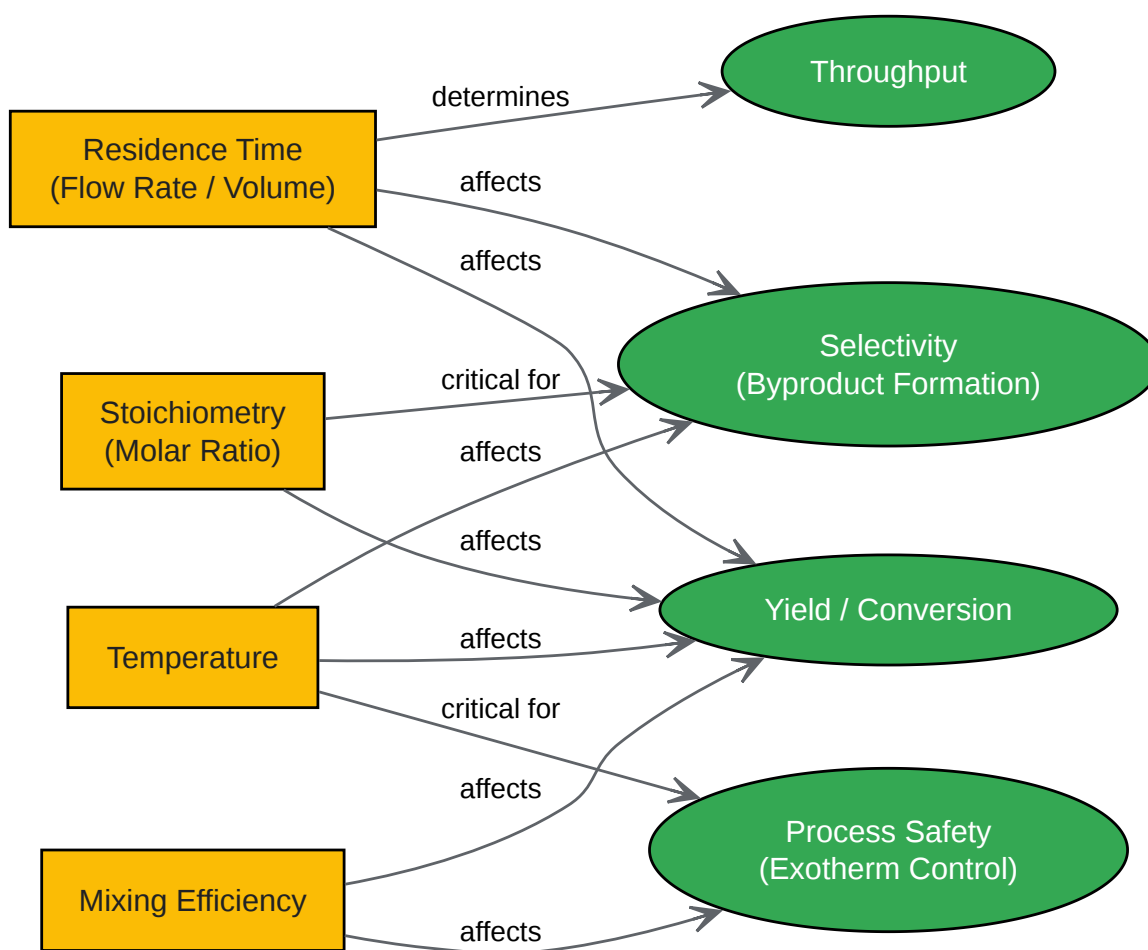 Throughput
determines
Residence Time
(Flow Rate / Volume)
affects
affects
Selectivity
(Byproduct Formation)
critical for
Stoichiometry
(Molar Ratio)
affects
affects
Yield / Conversion
affects
Temperature
critical for
affects
Process Safety
(Exotherm Control)
Mixing Efficiency
affects